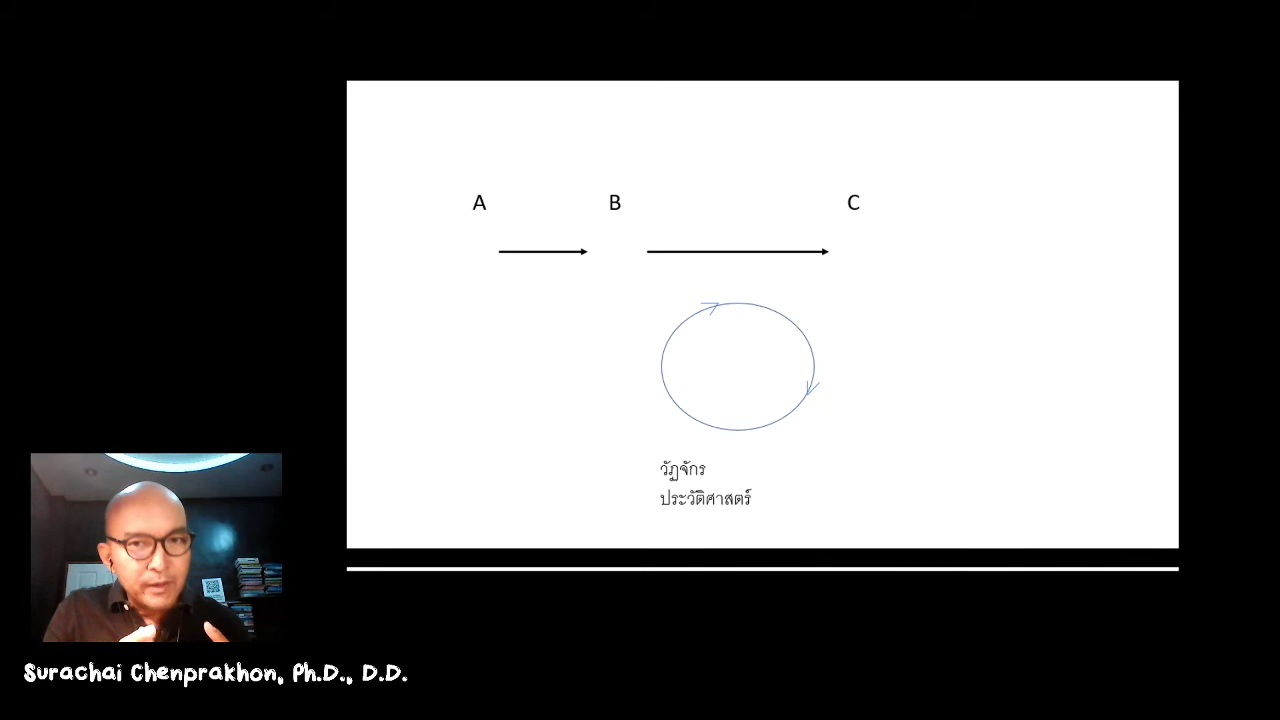 A B C
วัฏจักร
ประวัติศาสตร์
Surachai Chenprakhon, Ph.D., D.D.